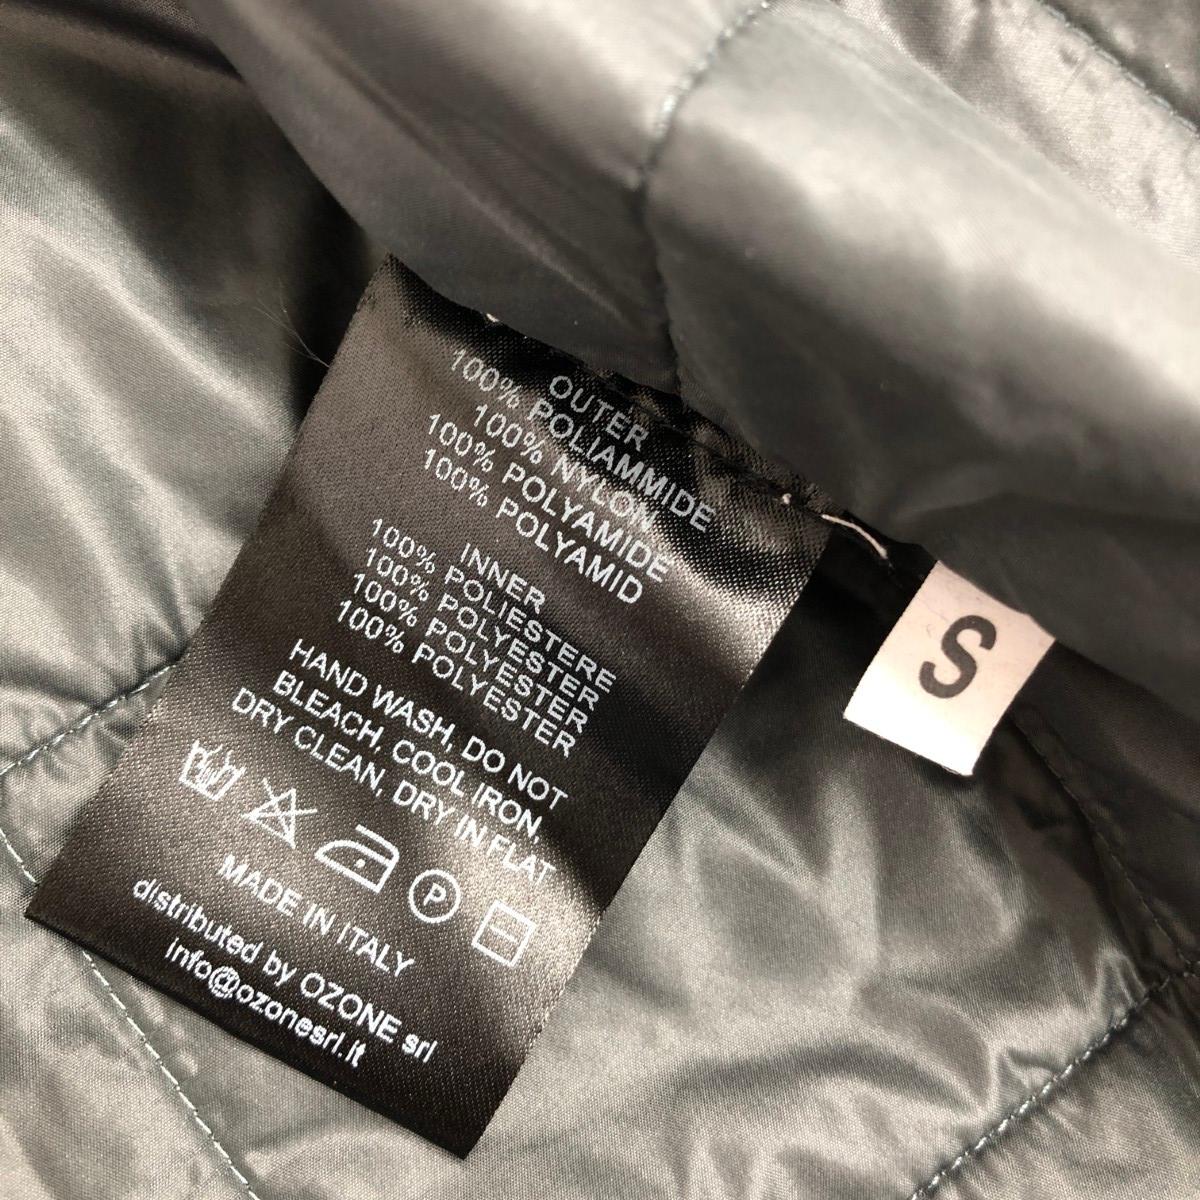 OUTER
100% POLIAMMIDE
100% NYLON
100% POLYAMIDE
100% POLYAMID
INNER
100% POLIESTERE
100% POLYESTER
100% POLYESTER
100% POLYESTER
HAND WASH, DO NOT
BLEACH, COOL IRON,
DRY CLEAN, DRY IN FLAT
P
MADE IN ITALY
distributed by OZONE srl
info@ozonesrl.it
S